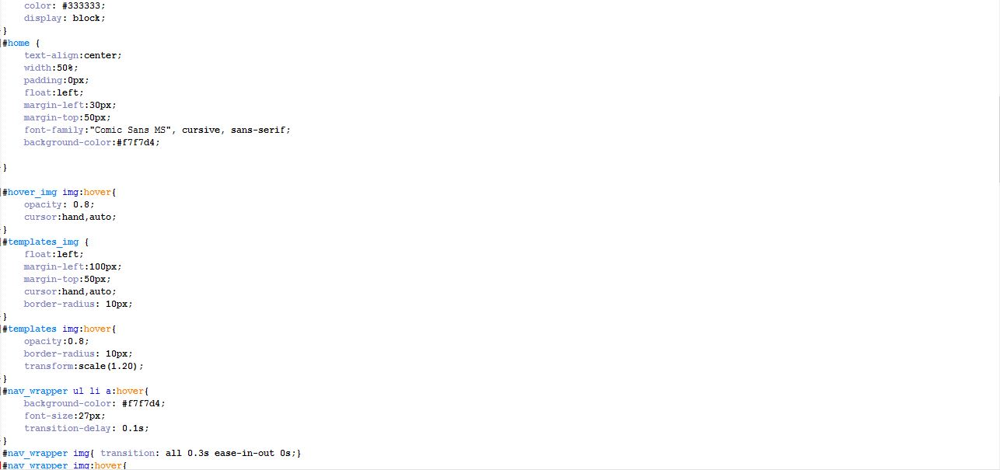 color: #333333;
display: block;
}
#home {
text-align:center;
width:50%;
padding:0px;
float:left;
margin-left:30px;
margin-top:50px;
font-family:"Comic Sans MS", cursive, sans-serif;
background-color:#f7f7d4;
}
#hover_img img:hover{
opacity: 0.8;
cursor:hand,auto;
}
#templates_img {
float:left;
margin-left:100px;
margin-top:50px;
cursor:hand,auto;
border-radius: 10px;
}
#templates img:hover{
opacity:0.8;
border-radius: 10px;
transform:scale(1.20);
}
#nav_wrapper ul li a:hover{
background-color: #f7f7d4;
font-size:27px;
transition-delay: 0.1s;
}
#nav_wrapper img{ transition: all 0.3s ease-in-out 0s;}
#nav_wrapper img:hover{